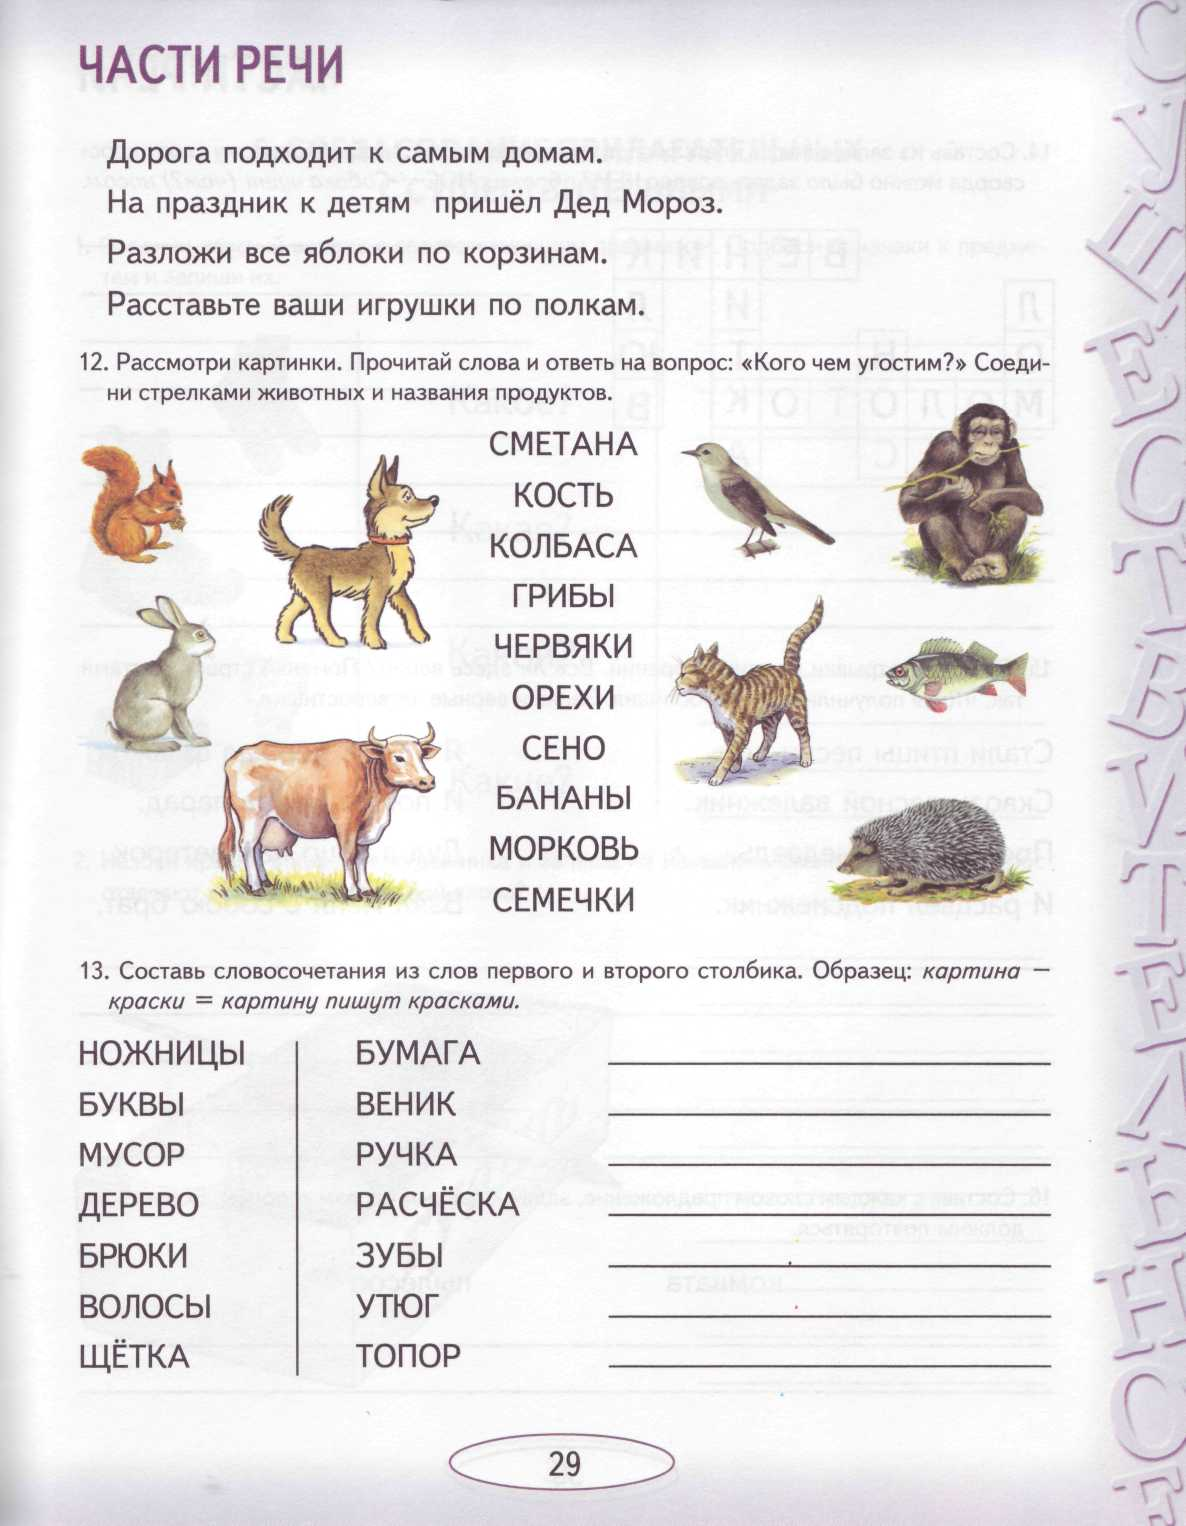 ЧАСТИ РЕЧИ
Дорога подходит к самым домам.
На праздник к детям пришёл Дед Мороз.
Разложи все яблоки по корзинам.
Расставьте ваши игрушки по полкам.
12. Рассмотри картинки. Прочитай слова и ответь на вопрос: «Кого чем угостим?» Соеди-
ни стрелками животных и названия продуктов.
СМЕТАНА
КОСТЬ
КОЛБАСА
ГРИБЫ
ЧЕРВЯКИ
ОРЕХИ
СЕНО
БАНАНЫ
МОРКОВЬ
СЕМЕЧКИ
13. Составь словосочетания из слов первого и второго столбика. Образец: картина –
краски = картину пишут красками.
НОЖНИЦЫ БУМАГА
БУКВЫ ВЕНИК
МУСОР РУЧКА
ДЕРЕВО РАСЧЁСКА
БРЮКИ ЗУБЫ
ВОЛОСЫ УТЮГ
ЩЁТКА ТОПОР
29
СУЩЕСТВИТЕЛЬНОЕ